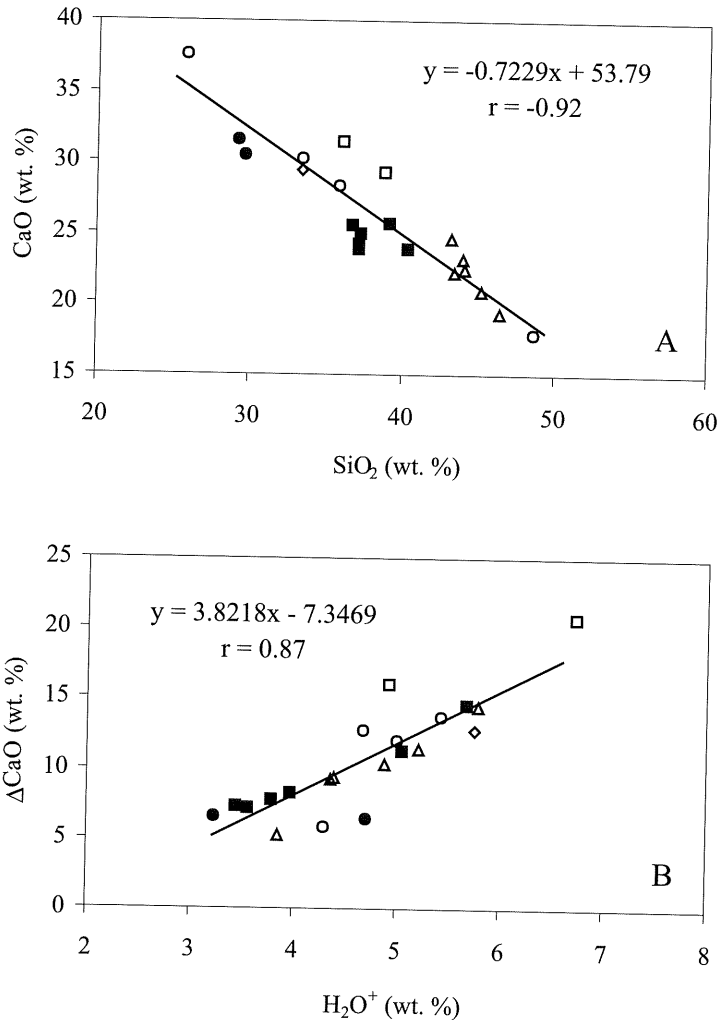 40
35
30
25
20
15
CaO (wt. %)
y = -0.7229x + 53.79
r = -0.92
A
20 30 40 50 60
SiO₂ (wt. %)
25
20
15
10
5
0
ΔCaO (wt. %)
y = 3.8218x - 7.3469
r = 0.87
B
2 3 4 5 6 7 8
H₂O⁺ (wt. %)